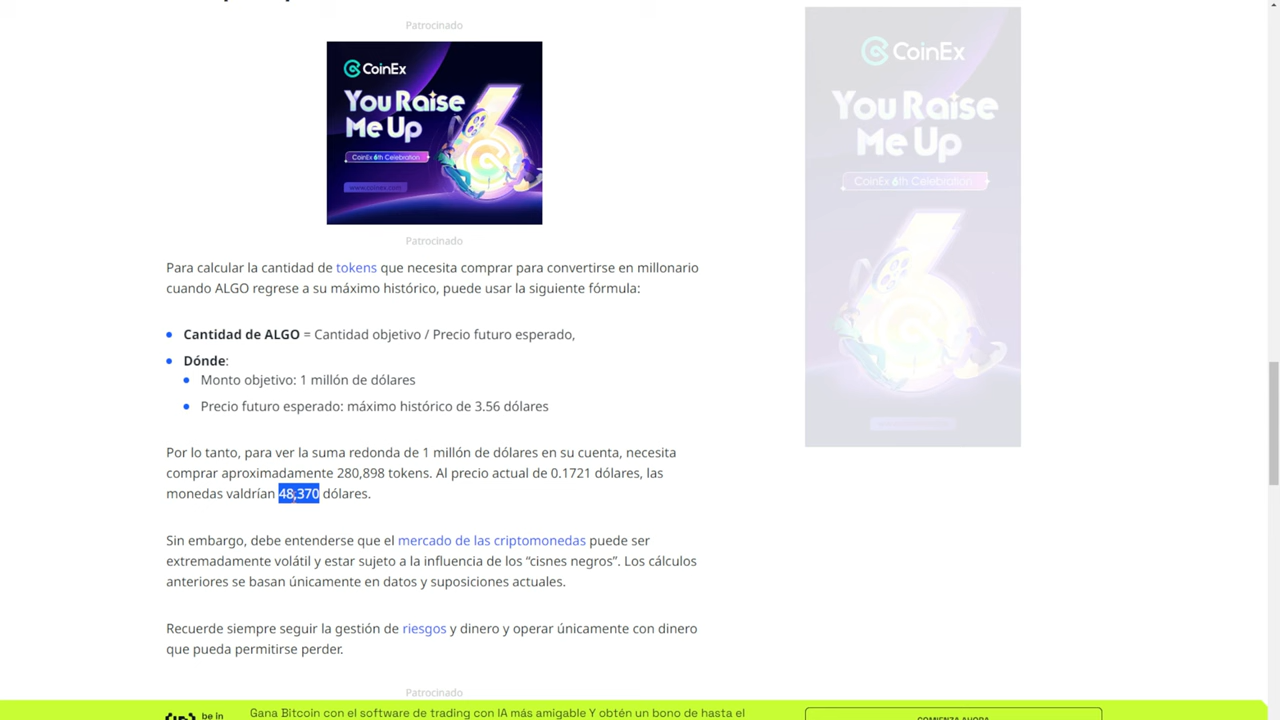 Patrocinado
CoinEx
You Raise
Me Up
CoinEx 6th Celebration
www.coinex.com
Patrocinado
Para calcular la cantidad de tokens que necesita comprar para convertirse en millonario
cuando ALGO regrese a su máximo histórico, puede usar la siguiente fórmula:
Cantidad de ALGO = Cantidad objetivo / Precio futuro esperado,
Dónde:
Monto objetivo: 1 millón de dólares
Precio futuro esperado: máximo histórico de 3.56 dólares
Por lo tanto, para ver la suma redonda de 1 millón de dólares en su cuenta, necesita
comprar aproximadamente 280,898 tokens. Al precio actual de 0.1721 dólares, las
monedas valdrían 48,370 dólares.
Sin embargo, debe entenderse que el mercado de las criptomonedas puede ser
extremadamente volátil y estar sujeto a la influencia de los “cisnes negros”. Los cálculos
anteriores se basan únicamente en datos y suposiciones actuales.
Recuerde siempre seguir la gestión de riesgos y dinero y operar únicamente con dinero
que pueda permitirse perder.
Patrocinado
CoinEx
You Raise
Me Up
CoinEx 6th Celebration
be in
Gana Bitcoin con el software de trading con IA más amigable Y obtén un bono de hasta el
COMIENZA AHORA